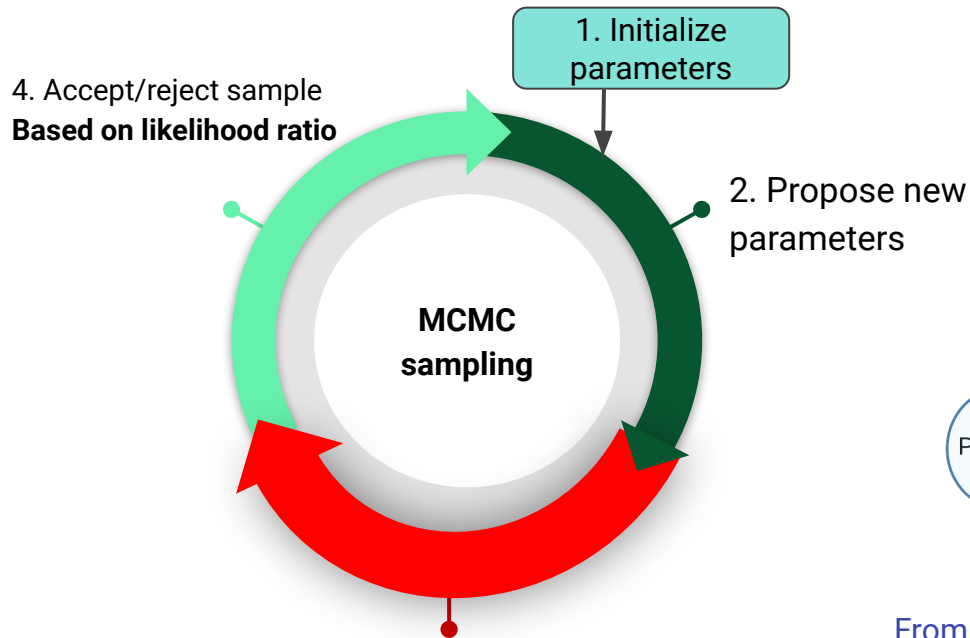 1. Initialize
parameters
4. Accept/reject sample
Based on likelihood ratio
2. Propose new
parameters
MCMC
sampling
P
From